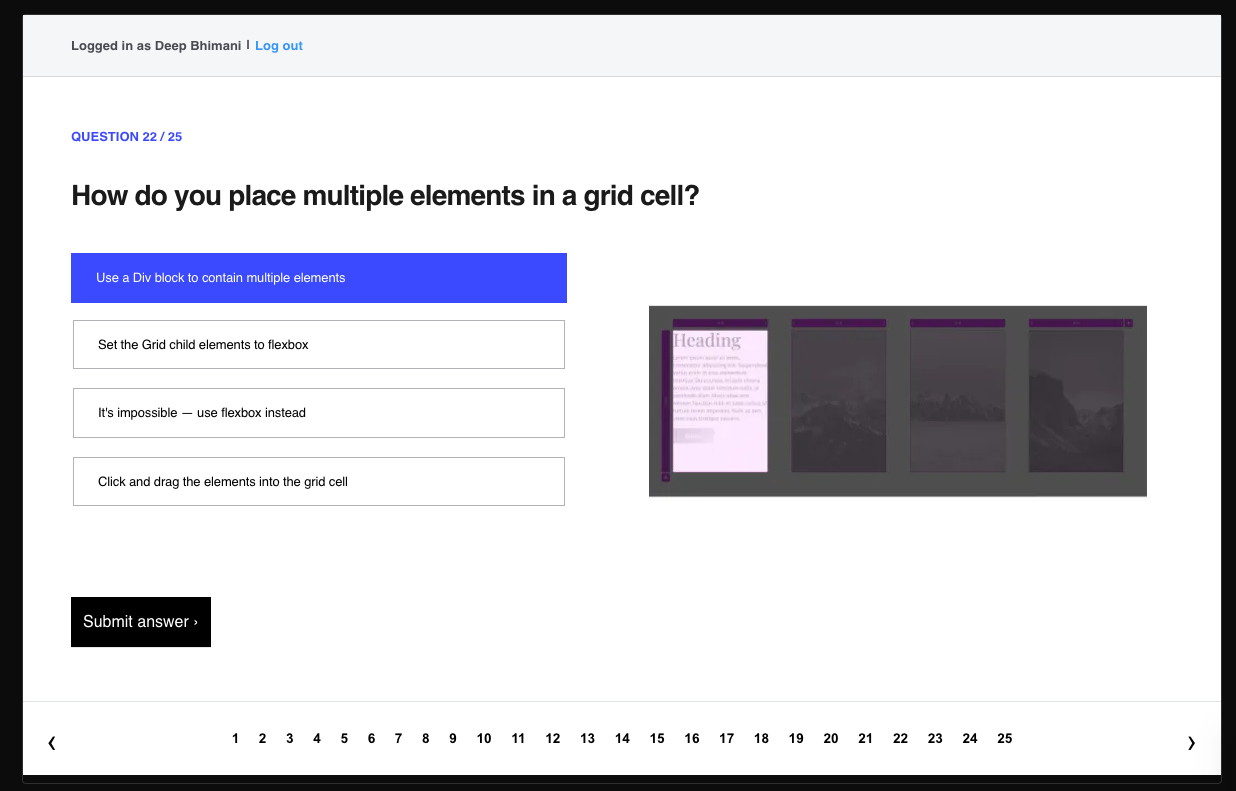 Logged in as Deep Bhimani | Log out
QUESTION 22 / 25
How do you place multiple elements in a grid cell?
Use a Div block to contain multiple elements
Set the Grid child elements to flexbox
It's impossible — use flexbox instead
Click and drag the elements into the grid cell
Heading
Submit answer ›
‹ 1 2 3 4 5 6 7 8 9 10 11 12 13 14 15 16 17 18 19 20 21 22 23 24 25 ›